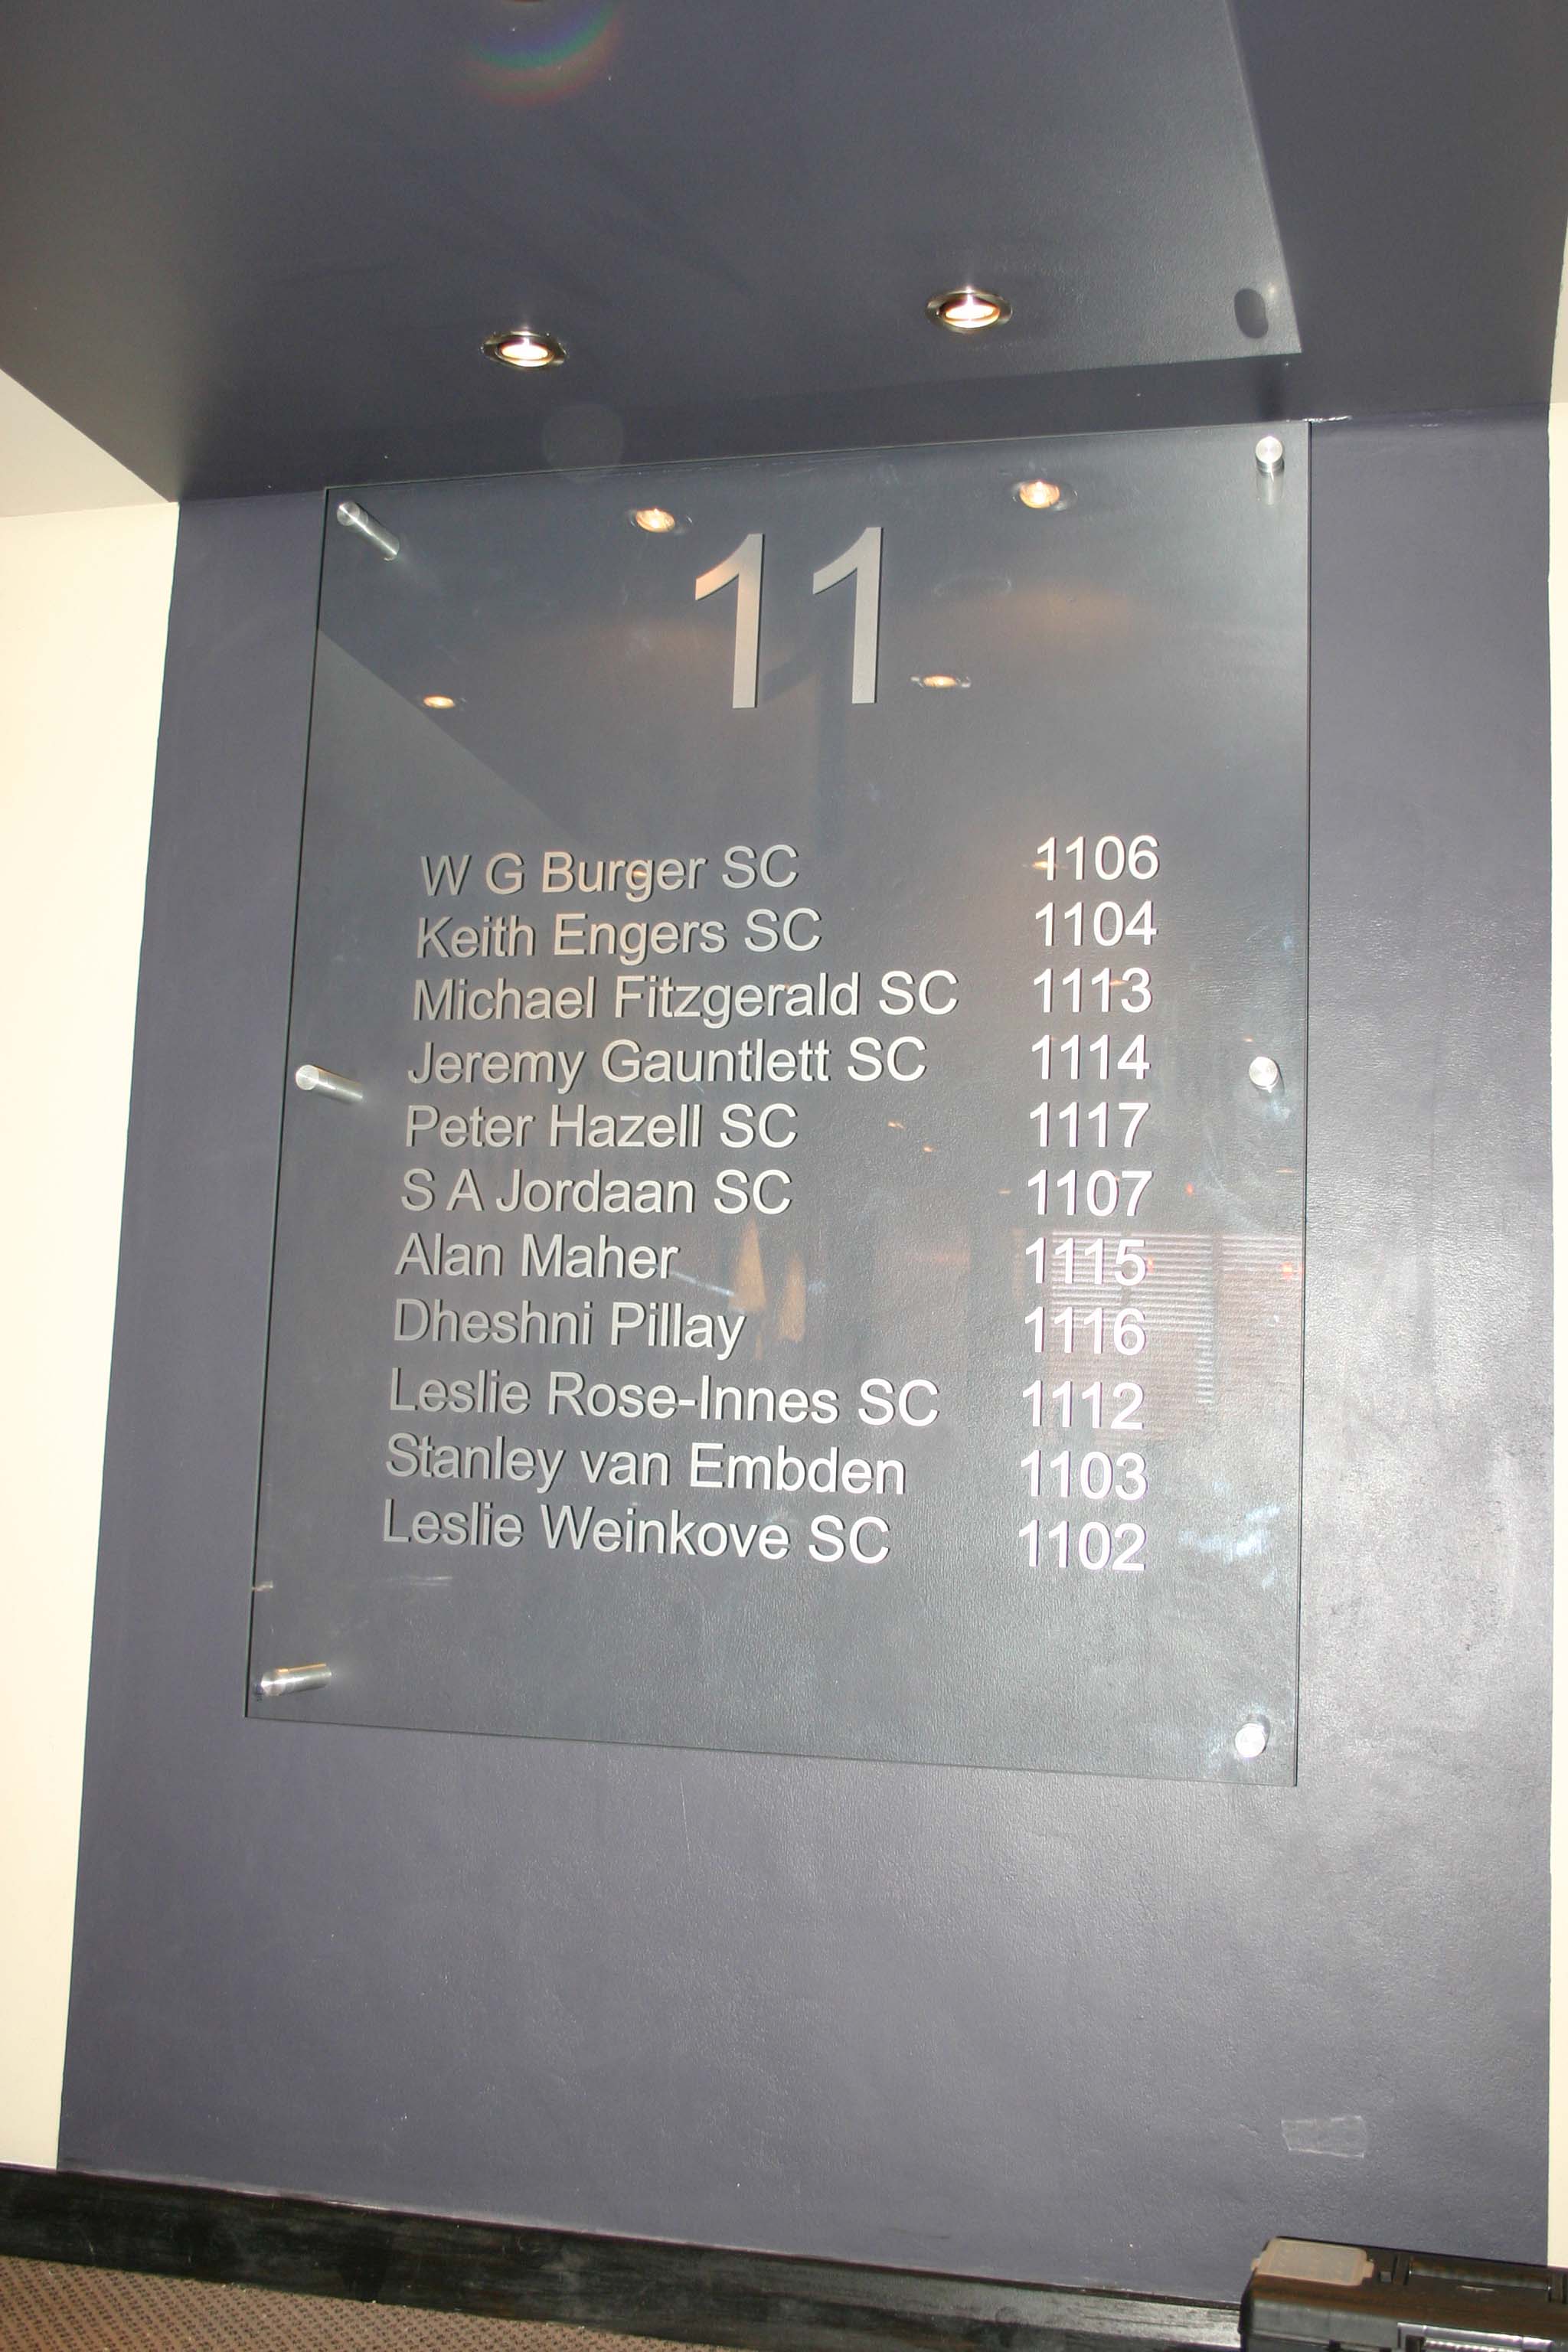 11
W G Burger SC 1106
Keith Engers SC 1104
Michael Fitzgerald SC 1113
Jeremy Gauntlett SC 1114
Peter Hazell SC 1117
S A Jordaan SC 1107
Alan Maher 1115
Dheshni Pillay 1116
Leslie Rose-Innes SC 1112
Stanley van Embden 1103
Leslie Weinkove SC 1102